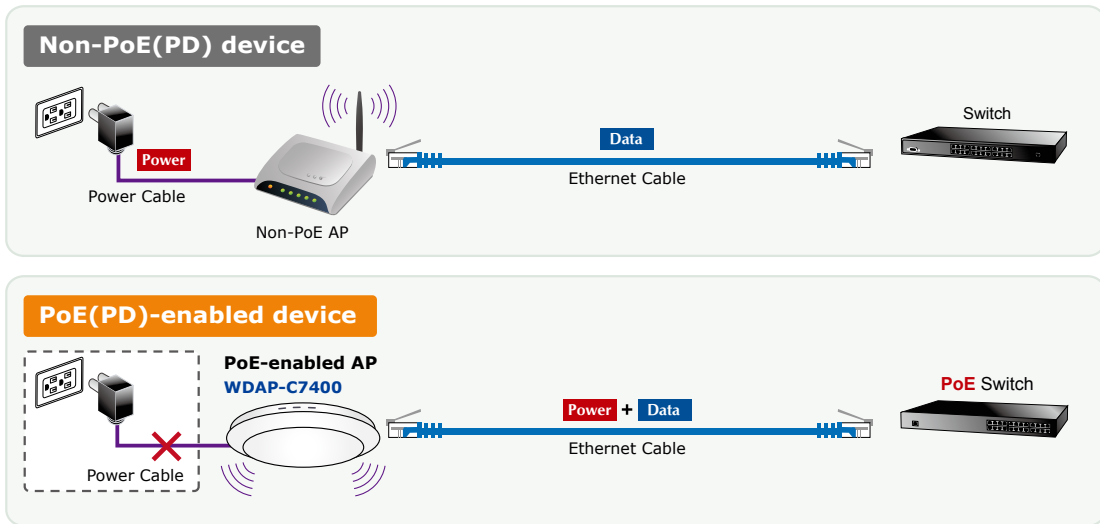 Non-PoE(PD) device
Power
Power Cable
Non-PoE AP
Data
Ethernet Cable
Switch
PoE(PD)-enabled device
PoE-enabled AP
WDAP-C7400
Power Cable
Power + Data
Ethernet Cable
PoE Switch